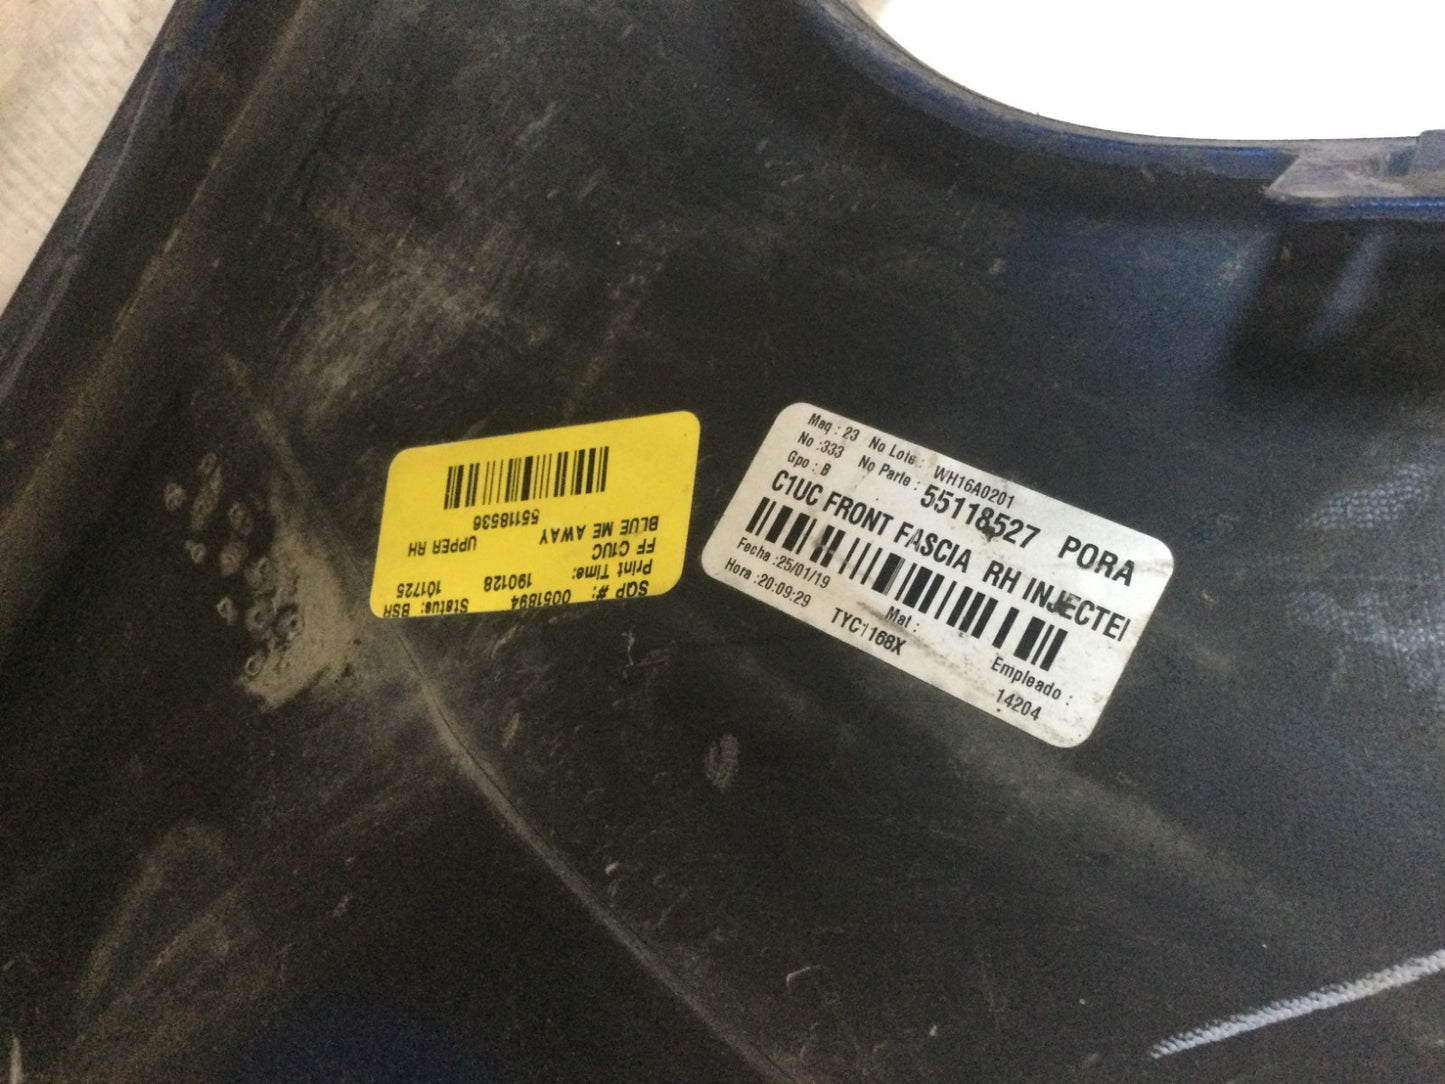 SQP #: 0051894 Status: BSR
Print Time: 190128 101725
FF C1UC UPPER RH
BLUE ME AWAY
55118536
Maq : 23 No Lote : WH16A0201
No :333 No Parte : 55118527 PORA
Gpo : B
C1UC FRONT FASCIA RH INJECTE
Fecha :25/01/19 Mat : Empleado :
Hora :20:09:29 TYC1168X 14204